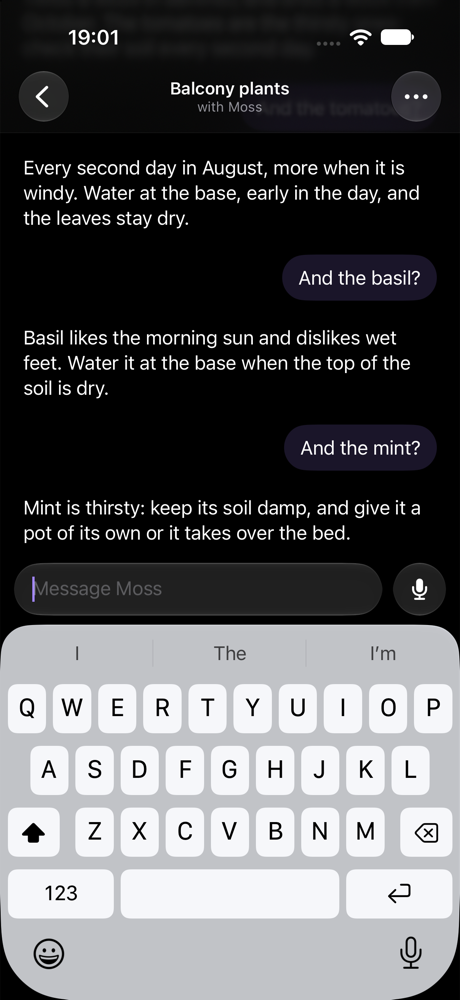 19:01
Balcony plants
with Moss
And the tomatoes?
Every second day in August, more when it is
windy. Water at the base, early in the day, and
the leaves stay dry.
And the basil?
Basil likes the morning sun and dislikes wet
feet. Water it at the base when the top of the
soil is dry.
And the mint?
Mint is thirsty: keep its soil damp, and give it a
pot of its own or it takes over the bed.
Message Moss
I The I'm
Q W E R T Y U I O P
A S D F G H J K L
Z X C V B N M
123